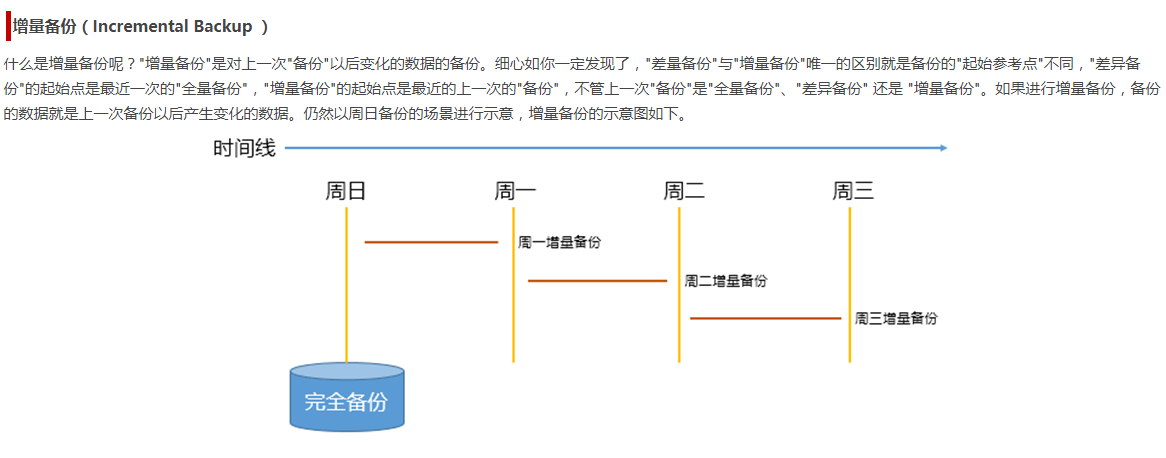 增量备份（Incremental Backup ）
什么是增量备份呢？"增量备份"是对上一次"备份"以后变化的数据的备份。细心如你一定发现了，"差量备份"与"增量备份"唯一的区别就是备份的"起始参考点"不同，"差异备
份"的起始点是最近一次的"全量备份"，"增量备份"的起始点是最近的上一次的"备份"，不管上一次"备份"是"全量备份"、"差异备份" 还是 "增量备份"。如果进行增量备份，备份
的数据就是上一次备份以后产生变化的数据。仍然以周日备份的场景进行示意，增量备份的示意图如下。
时间线
周日 周一 周二 周三
周一增量备份
周二增量备份
周三增量备份
完全备份